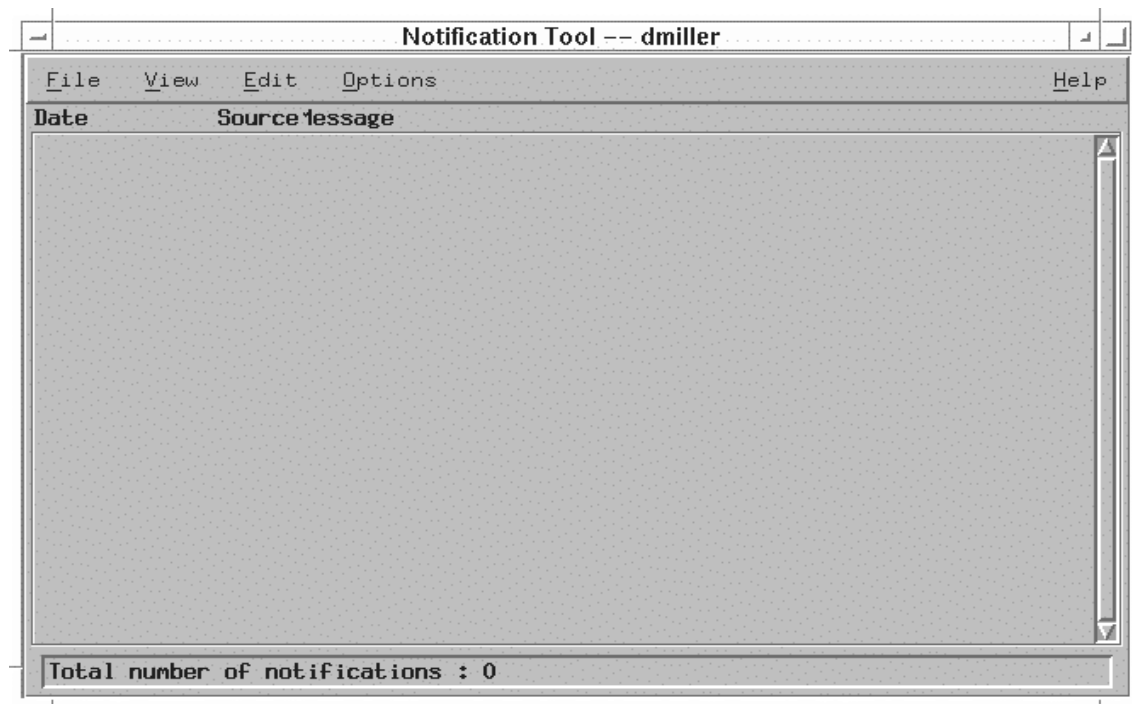 Notification Tool -- dmiller
File View Edit Options Help
Date Source Message
Total number of notifications : 0